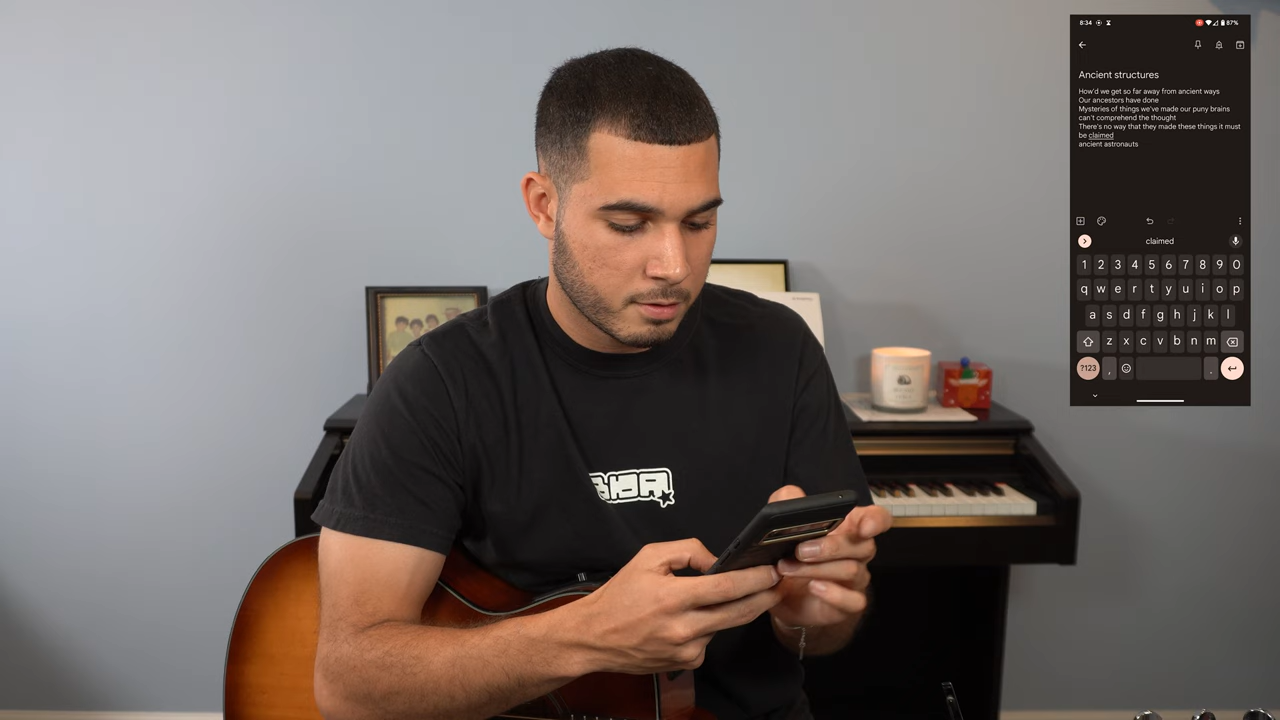 8:34
87%
Ancient structures
How'd we get so far away from ancient ways
Our ancestors have done
Mysteries of things we've made our puny brains
can't comprehend the thought
There's no way that they made these things it must
be claimed
ancient astronauts
claimed
1 2 3 4 5 6 7 8 9 0
q w e r t y u i o p
a s d f g h j k l
z x c v b n m
?123 , .